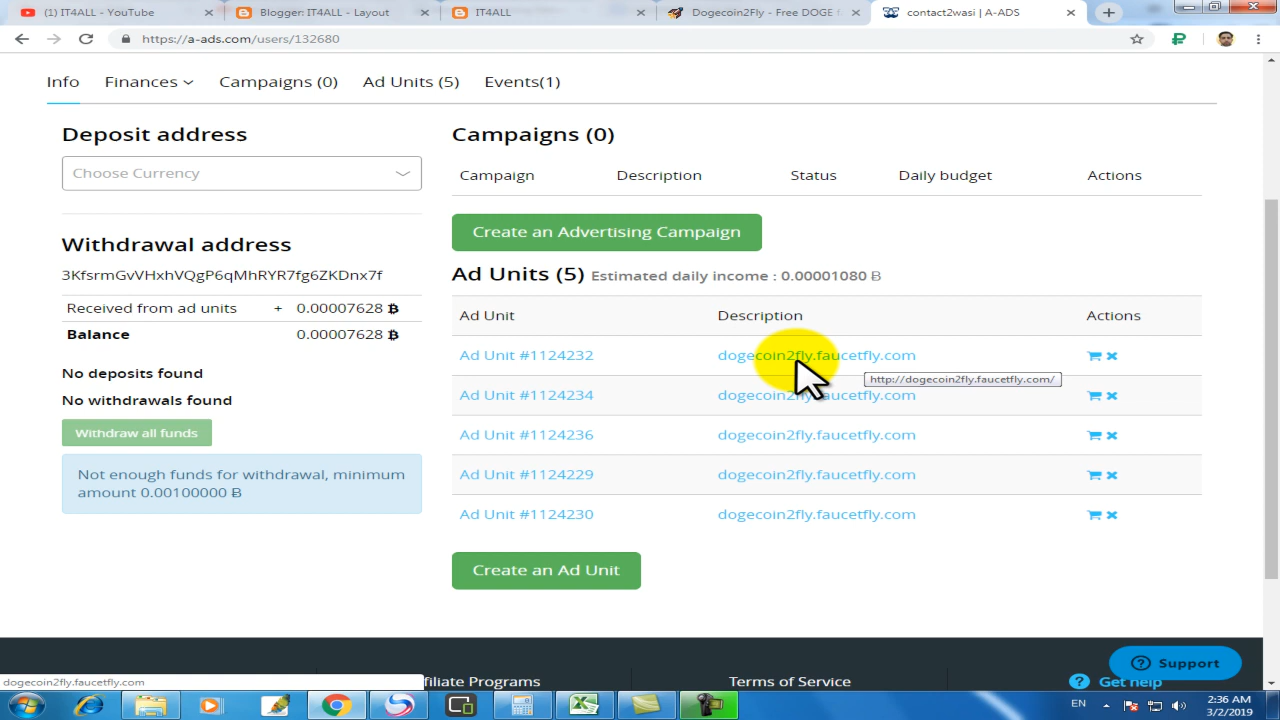 (1) IT4ALL - YouTube
Blogger: IT4ALL - Layout
IT4ALL
Dogecoin2Fly - Free DOGE
contact2wasi | A-ADS
https://a-ads.com/users/132680
Info Finances Campaigns (0) Ad Units (5) Events(1)
Deposit address
Choose Currency
Withdrawal address
3KfsrmGvVHxhVQgP6qMhRYR7fg6ZKDnx7f
Received from ad units + 0.00007628 ₿
Balance 0.00007628 ₿
No deposits found
No withdrawals found
Withdraw all funds
Not enough funds for withdrawal, minimum
amount 0.00100000 Ƀ
Campaigns (0)
Campaign Description Status Daily budget Actions
Create an Advertising Campaign
Ad Units (5) Estimated daily income : 0.00001080 Ƀ
Ad Unit Description Actions
Ad Unit #1124232 dogecoin2fly.faucetfly.com
http://dogecoin2fly.faucetfly.com/
Ad Unit #1124234 dogecoin2fly.faucetfly.com
Ad Unit #1124236 dogecoin2fly.faucetfly.com
Ad Unit #1124229 dogecoin2fly.faucetfly.com
Ad Unit #1124230 dogecoin2fly.faucetfly.com
Create an Ad Unit
Support
dogecoin2fly.faucetfly.com
ffiliate Programs
Terms of Service
Get help
EN
2:36 AM
3/2/2019